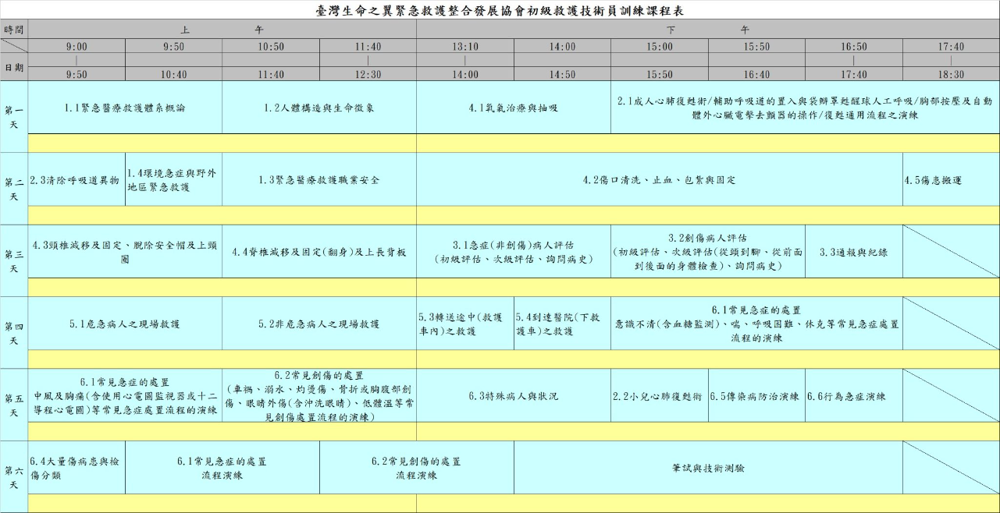 臺灣生命之翼緊急救護整合發展協會初級救護技術員訓練課程表
時間 上 午 下 午
日期
9:00 | 9:50
9:50 10:40
10:50 11:40
11:40 | 12:30
13:10 | 14:00
14:00 14:50
15:00 15:50
15:50 16:40
16:50 | 17:40
17:40 | 18:30
第一
天
1.1緊急醫療救護體系概論
1.2人體構造與生命徵象
4.1氧氣治療與抽吸
2.1成人心肺復甦術/輔助呼吸道的置入與袋瓣罩甦醒球人工呼吸/胸部按壓及自動
體外心臟電擊去顫器的操作/復甦通用流程之演練
第二
天
2.3清除呼吸道異物
1.4環境急症與野外
地區緊急救護
1.3緊急醫療救護職業安全
4.2傷口清洗、止血、包紮與固定
4.5傷患搬運
第三
天
4.3頸椎減移及固定、脫除安全帽及上頸
圈
4.4脊椎減移及固定(翻身)及上長背板
3.1急症(非創傷)病人評估
(初級評估、次級評估、詢問病史)
3.2創傷病人評估
(初級評估、次級評估(從頭到腳、從前面
到後面的身體檢查)、詢問病史)
3.3通報與紀錄
第四
天
5.1危急病人之現場救護
5.2非危急病人之現場救護
5.3轉送途中(救護
車內)之救護
5.4到達醫院(下救
護車)之救護
6.1常見急症的處置
意識不清(含血糖監測)、喘、呼吸困難、休克等常見急症處置
流程的演練
第五
天
6.1常見急症的處置
中風及胸痛(含使用心電圖監視器或十二
導程心電圖)等常見急症處置流程的演練
6.2常見創傷的處置
(車禍、溺水、灼燙傷、骨折或胸腹部創
傷、眼睛外傷(含沖洗眼睛)、低體溫等常
見創傷處置流程的演練)
6.3特殊病人與狀況
2.2小兒心肺復甦術
6.5傳染病防治演練
6.6行為急症演練
第六
天
6.4大量傷病患與檢
傷分類
6.1常見急症的處置
流程演練
6.2常見創傷的處置
流程演練
筆試與技術測驗